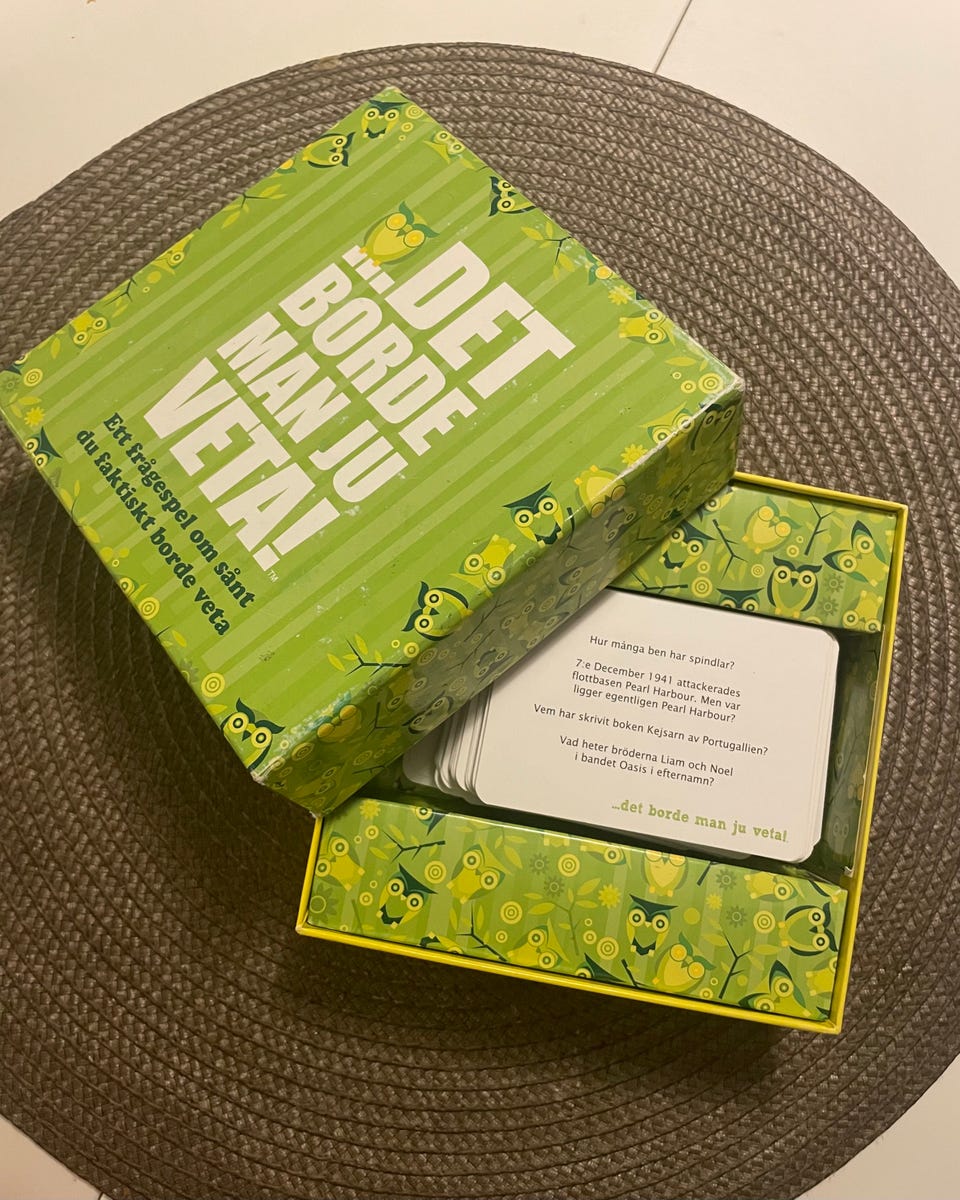 ...DET
BORDE
MAN JU
VETA!
TM
Ett frågespel om sånt
du faktiskt borde veta
Hur många ben har spindlar?
7:e December 1941 attackerades
flottbasen Pearl Harbour. Men var
ligger egentligen Pearl Harbour?
Vem har skrivit boken Kejsarn av Portugallien?
Vad heter bröderna Liam och Noel
i bandet Oasis i efternamn?
...det borde man ju veta!